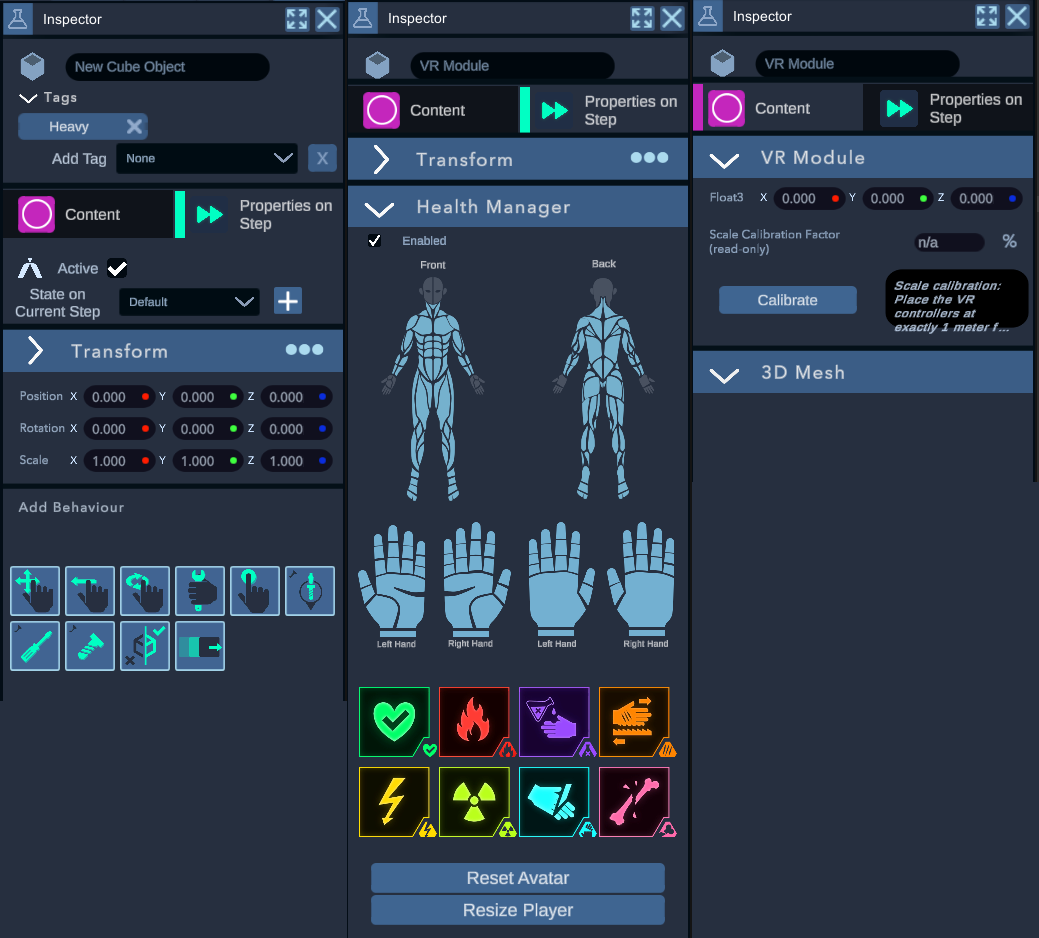 Inspector
New Cube Object
Tags
Heavy
Add Tag None X
Content
Properties on
Step
Active
State on
Current Step
Default
Transform
Position X 0.000 Y 0.000 Z 0.000
Rotation X 0.000 Y 0.000 Z 0.000
Scale X 1.000 Y 1.000 Z 1.000
Add Behaviour
Inspector
VR Module
Content
Properties on
Step
Transform
Health Manager
Enabled
Front Back
Left Hand Right Hand Left Hand Right Hand
Reset Avatar
Resize Player
Inspector
VR Module
Content
Properties on
Step
VR Module
Float3 X 0.000 Y 0.000 Z 0.000
Scale Calibration Factor
(read-only)
n/a %
Calibrate
Scale calibration:
Place the VR
controllers at
exactly 1 meter f...
3D Mesh